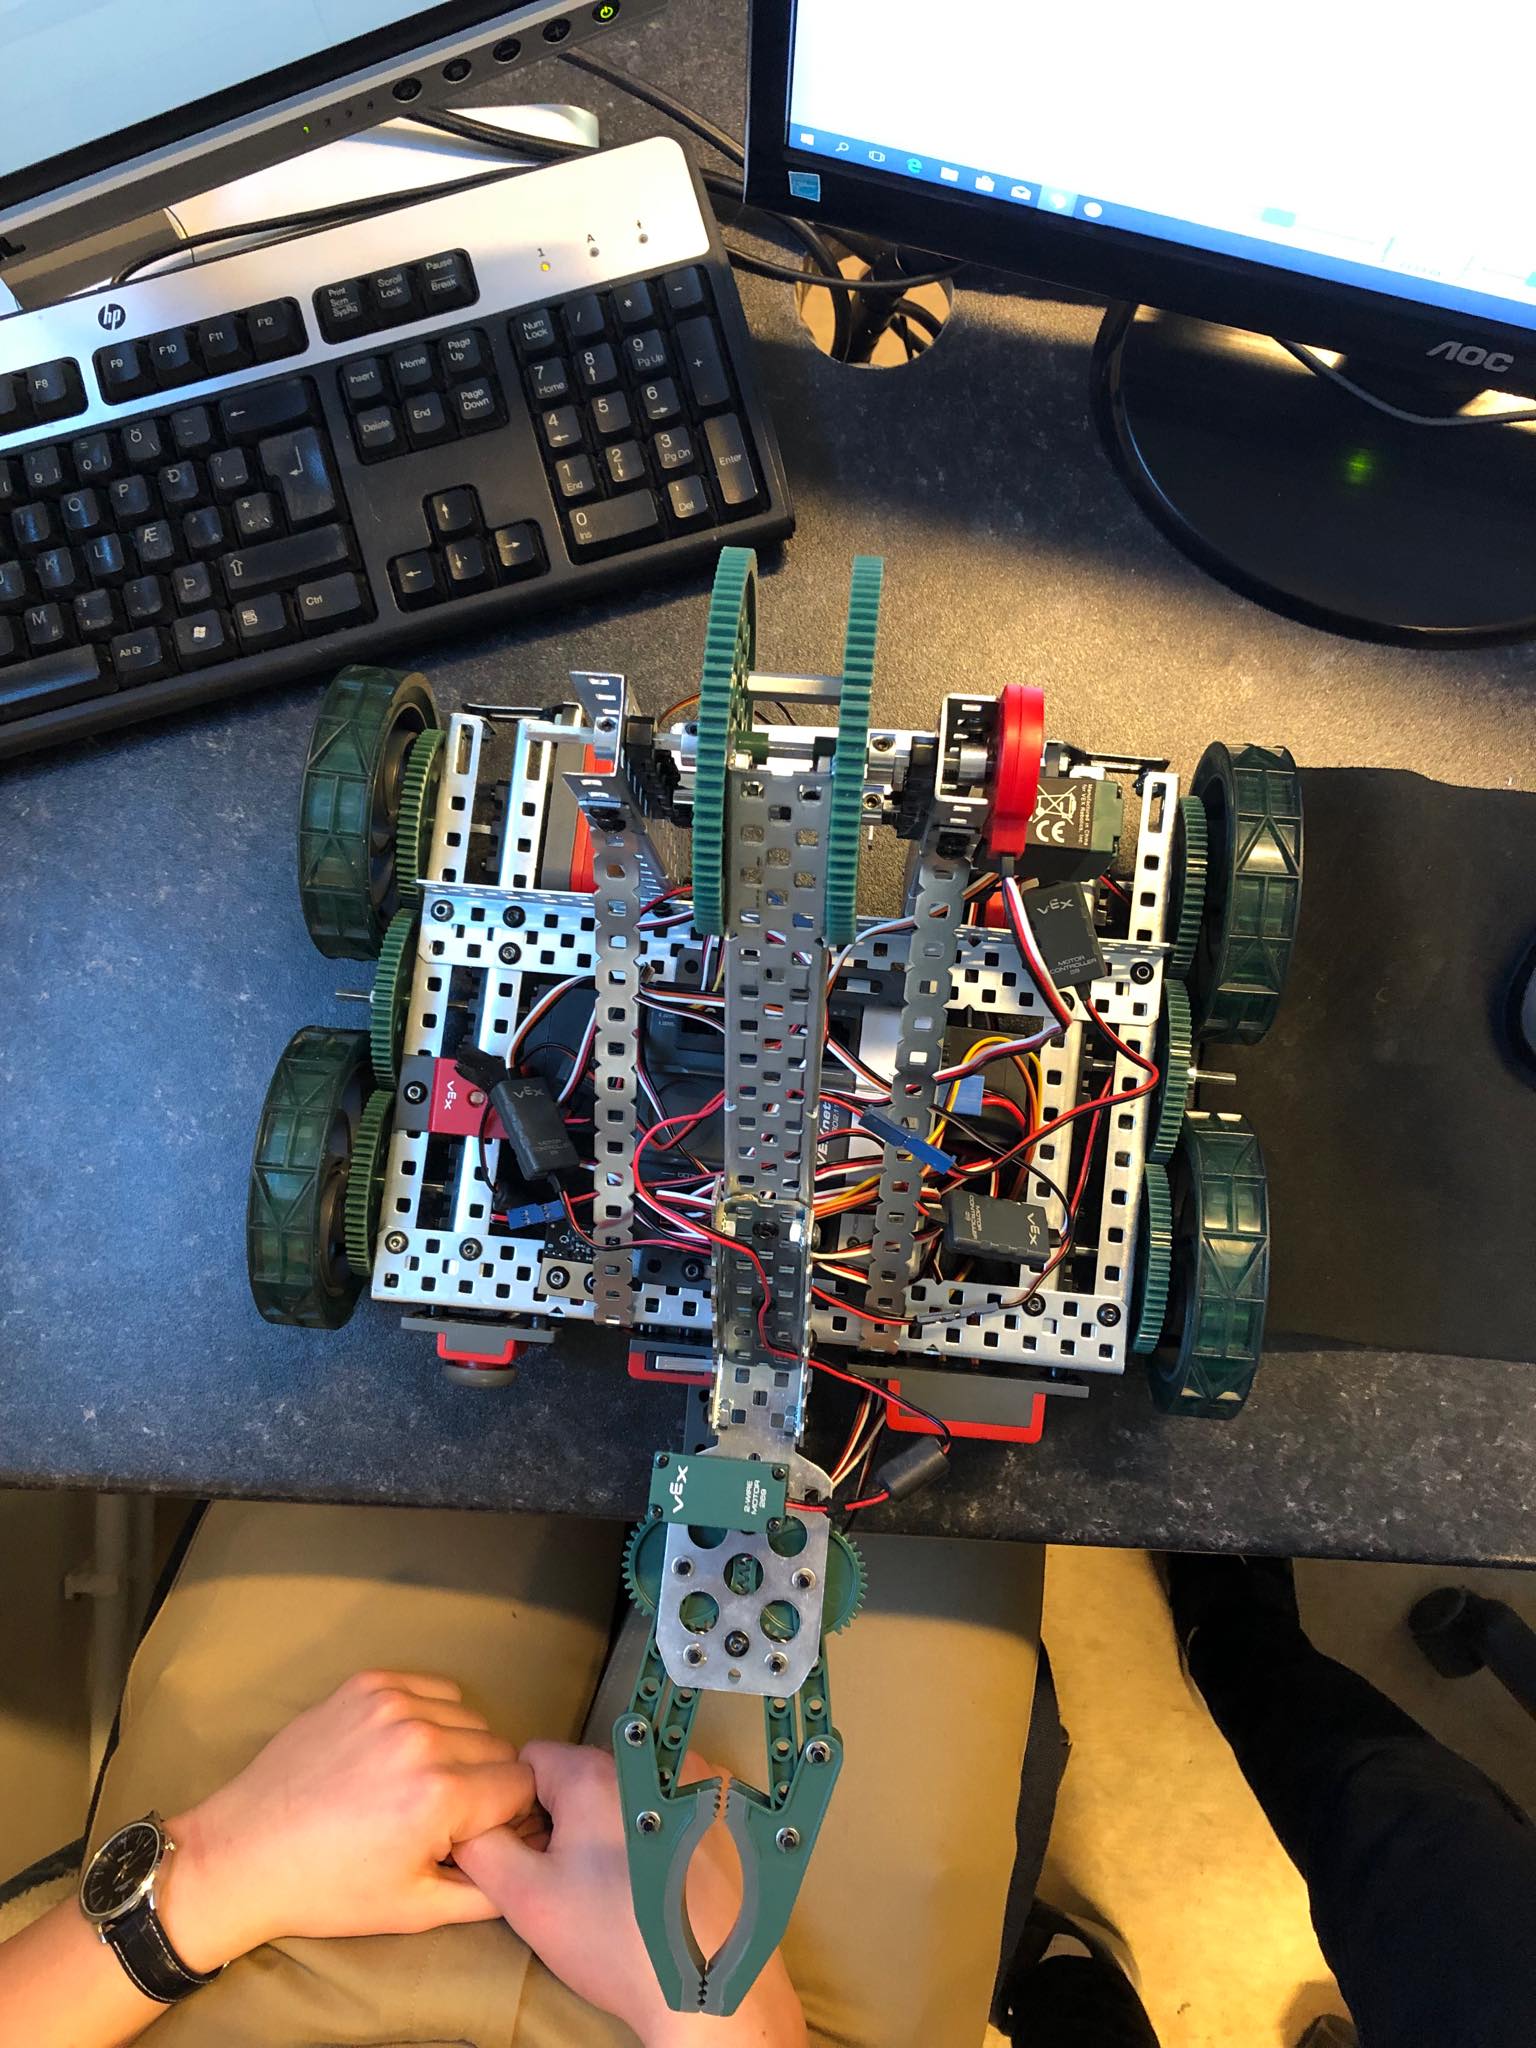 hp
Print
Scrn
SysRq
Scroll
Lock
Pause
Break
1
A
F8
F9
F10
F11
F12
Insert
Home
Page
Up
Delete
End
Page
Down
Num
Lock
/
*
-
7
Home
8
9
Pg Up
+
4
5
6
1
End
2
3
Pg Dn
Enter
0
Ins
Del
9
0
Ö
O
P
Ð
?
K
L
Æ
M
Þ
Alt Gr
Ctrl
AOC
CE
VEX
MOTOR
CONTROLLER
29
VEX
VEX
MOTOR
CONTROLLER
29
VEXnet
VEX
MOTOR
CONTROLLER
29
VEX
2-WIRE
MOTOR
269